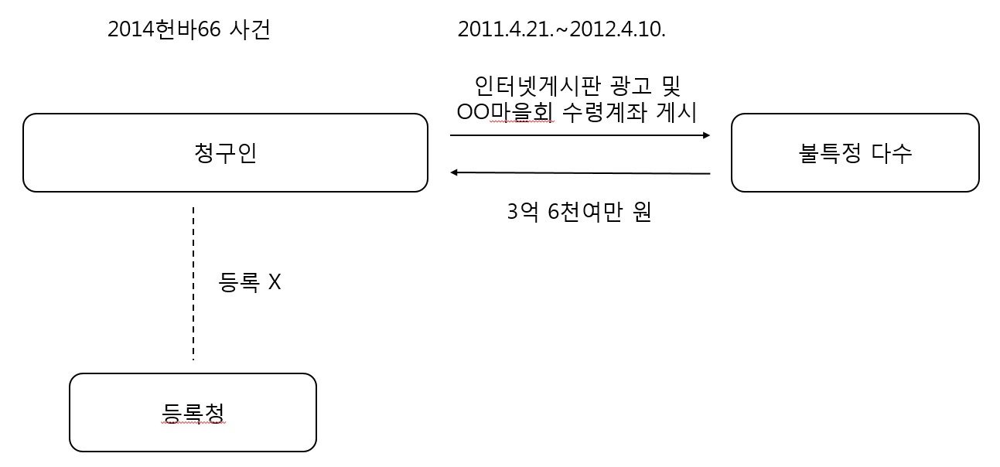 2014헌바66 사건
2011.4.21.~2012.4.10.
인터넷게시판 광고 및
OO마을회 수령계좌 게시
청구인
불특정 다수
3억 6천여만 원
등록 X
등록청